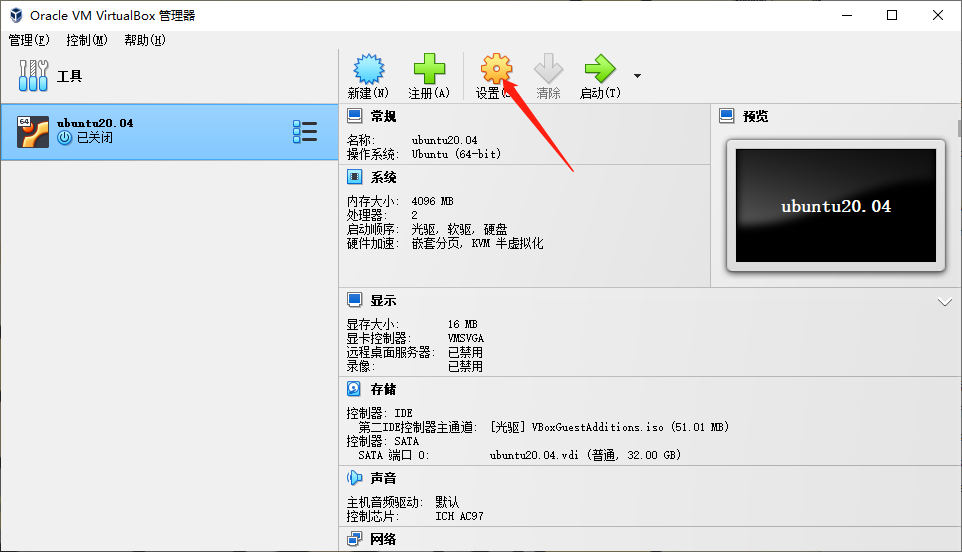 Oracle VM VirtualBox 管理器
管理(F) 控制(M) 帮助(H)
工具
新建(N) 注册(A) 设置(S 清除 启动(T)
64
ubuntu20.04
已关闭
常规
名称: ubuntu20.04
操作系统: Ubuntu (64-bit)
系统
内存大小: 4096 MB
处理器: 2
启动顺序: 光驱, 软驱, 硬盘
硬件加速: 嵌套分页, KVM 半虚拟化
预览
ubuntu20.04
显示
显存大小: 16 MB
显卡控制器: VMSVGA
远程桌面服务器: 已禁用
录像: 已禁用
存储
控制器: IDE
第二IDE控制器主通道: [光驱] VBoxGuestAdditions.iso (51.01 MB)
控制器: SATA
SATA 端口 0: ubuntu20.04.vdi (普通, 32.00 GB)
声音
主机音频驱动: 默认
控制芯片: ICH AC97
网络